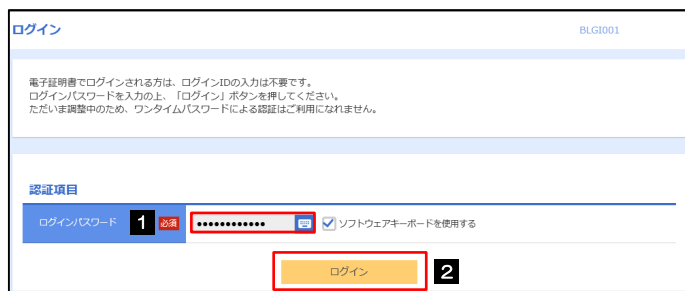 ログイン BLGI001
電子証明書でログインされる方は、ログインIDの入力は不要です。
ログインパスワードを入力の上、「ログイン」ボタンを押してください。
ただいま調整中のため、ワンタイムパスワードによる認証はご利用になれません。
認証項目
ログインパスワード 1 必須 •••••••••••• ソフトウェアキーボードを使用する
ログイン 2